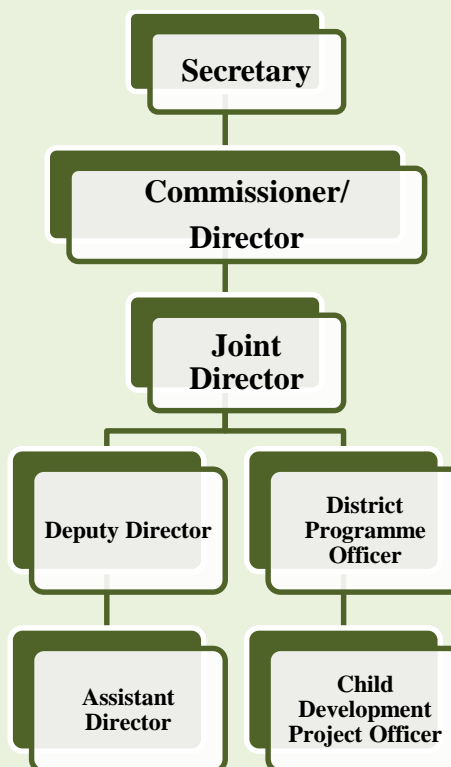 Secretary
Commissioner/
Director
Joint
Director
Deputy Director
District
Programme
Officer
Assistant
Director
Child
Development
Project Officer